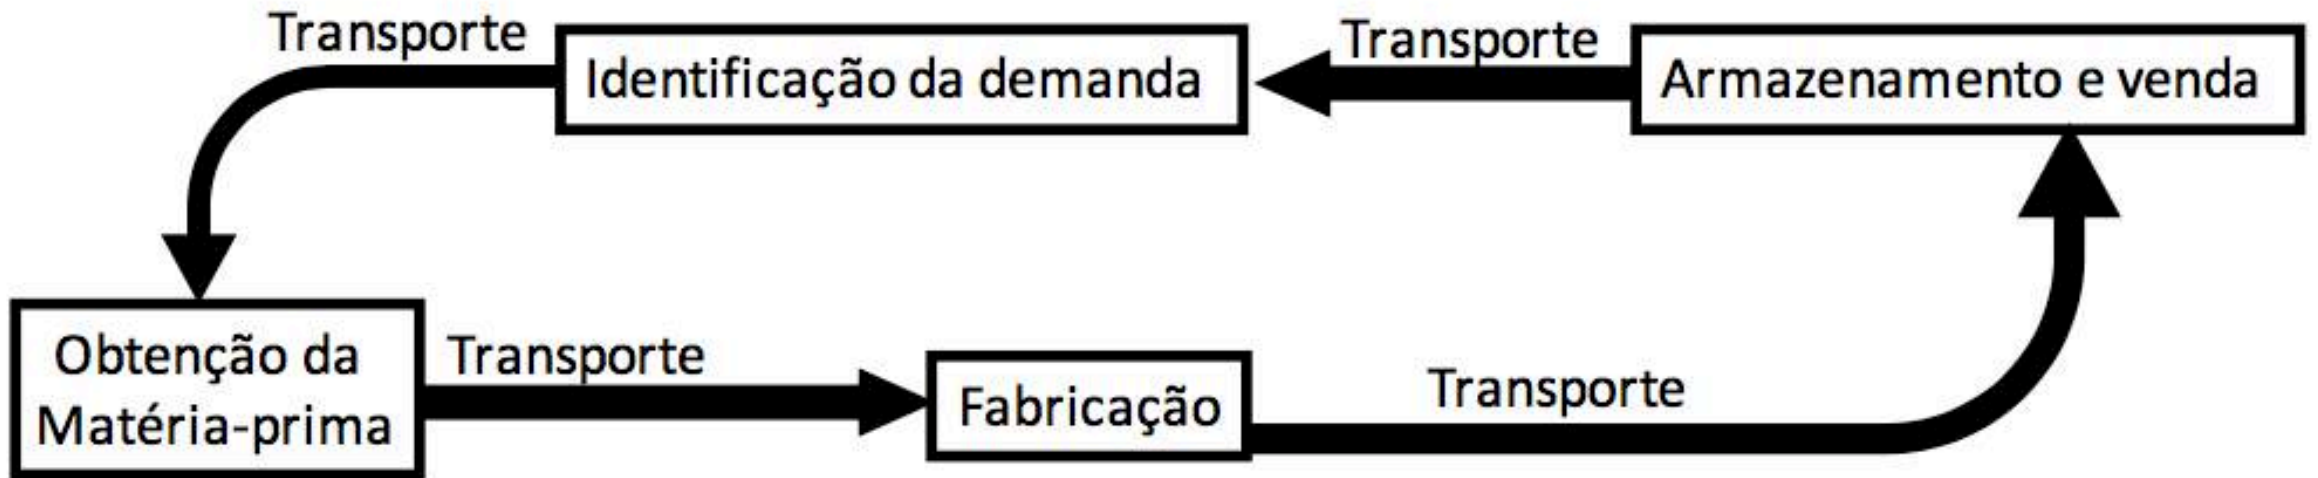 Transporte
Identificação da demanda
Transporte
Armazenamento e venda
Obtenção da
Matéria-prima
Transporte
Fabricação
Transporte